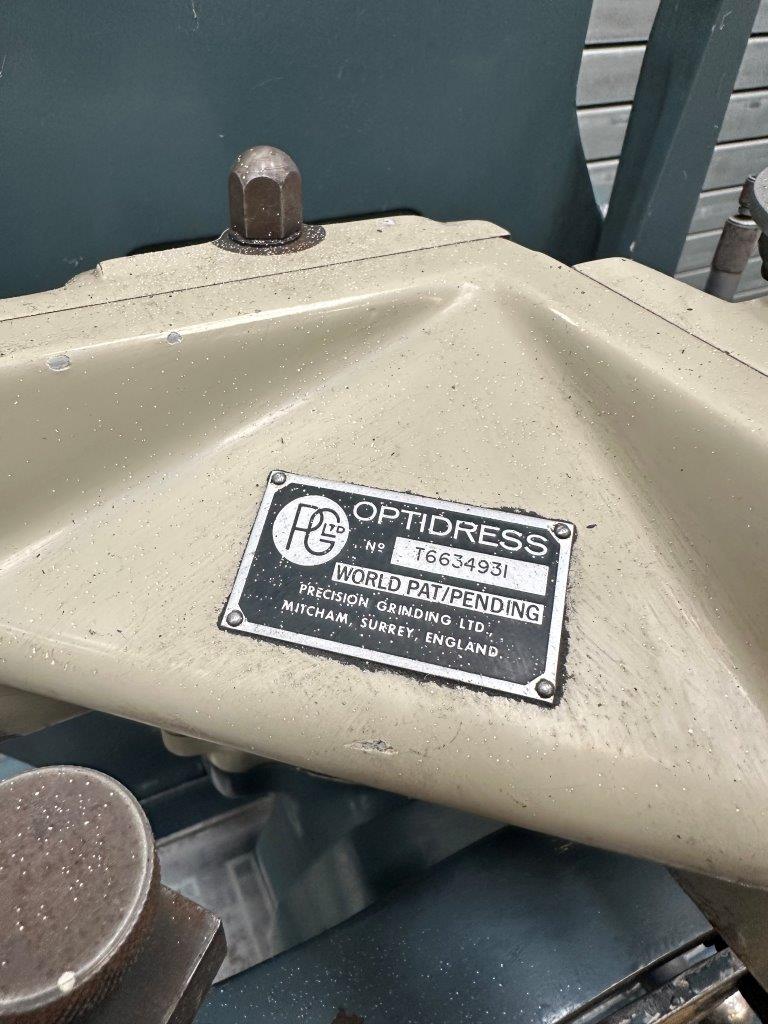 PG LTD
OPTIDRESS
Nº T6634931
WORLD PAT/PENDING
PRECISION GRINDING LTD.
MITCHAM, SURREY, ENGLAND.